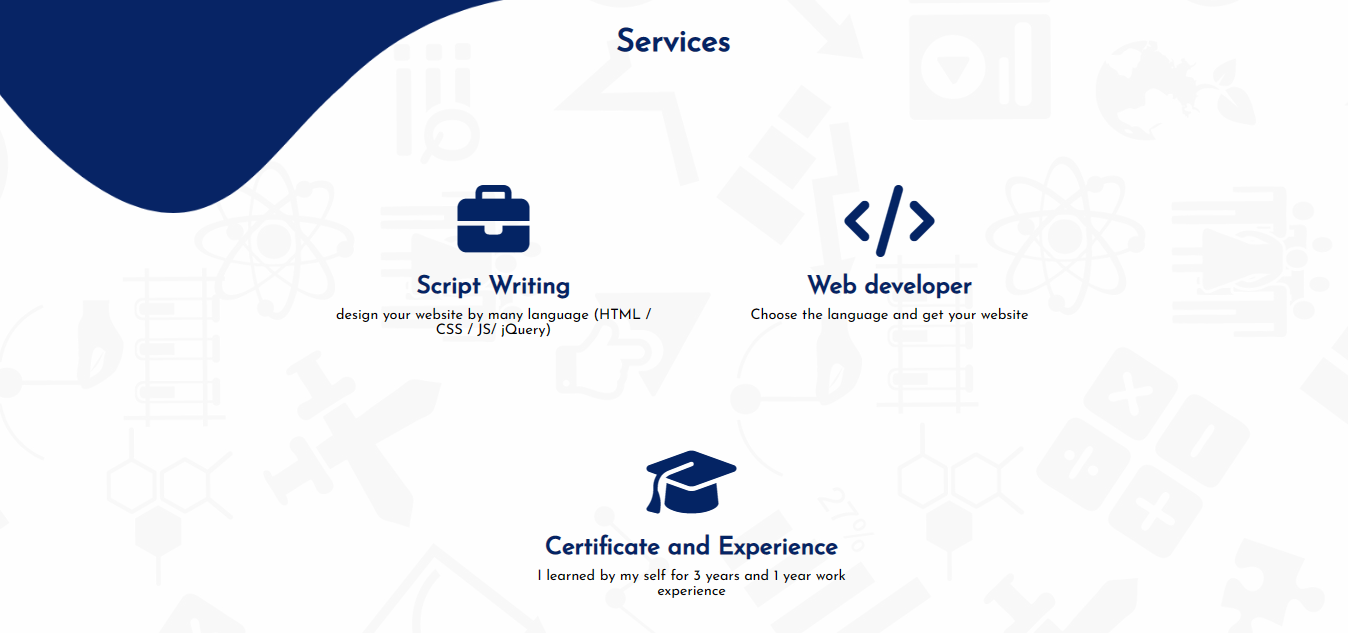 Services
Script Writing
design your website by many language (HTML /
CSS / JS/ jQuery)
Web developer
Choose the language and get your website
27%
Certificate and Experience
I learned by my self for 3 years and 1 year work
experience